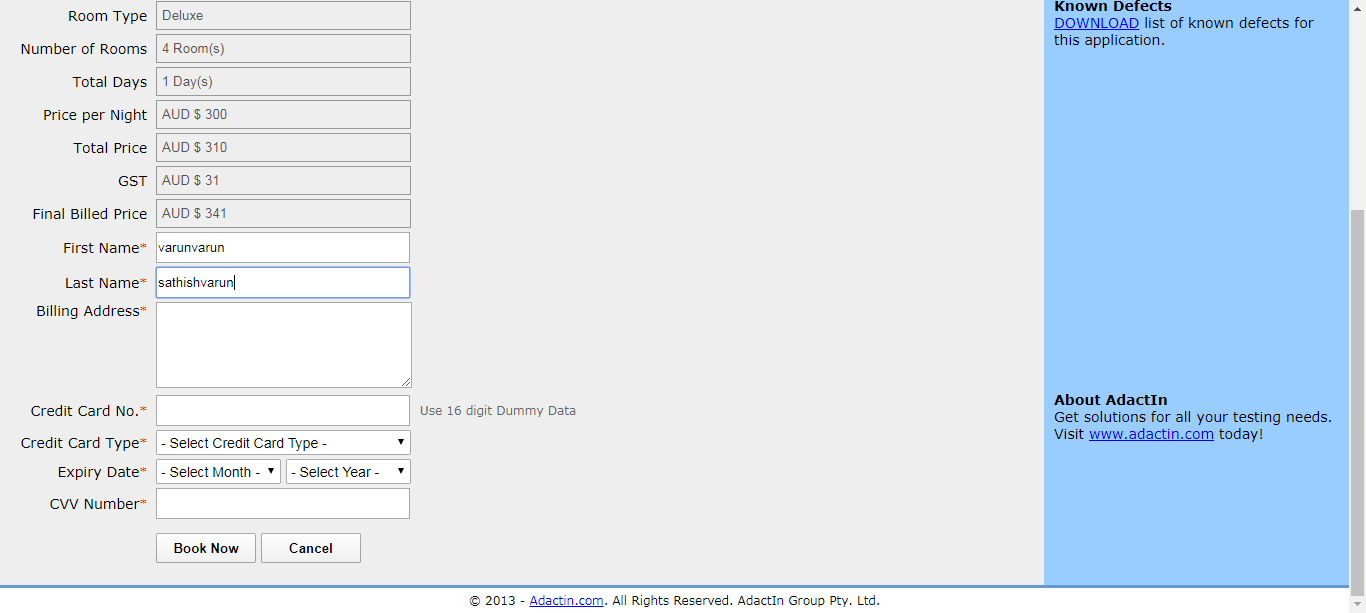 Room Type Deluxe
Number of Rooms 4 Room(s)
Total Days 1 Day(s)
Price per Night AUD $ 300
Total Price AUD $ 310
GST AUD $ 31
Final Billed Price AUD $ 341
First Name* varunvarun
Last Name* sathishvarun
Billing Address*
Credit Card No.* Use 16 digit Dummy Data
Credit Card Type* - Select Credit Card Type -
Expiry Date* - Select Month - - Select Year -
CVV Number*
Book Now Cancel
Known Defects
DOWNLOAD list of known defects for
this application.
About AdactIn
Get solutions for all your testing needs.
Visit www.adactin.com today!
© 2013 - Adactin.com. All Rights Reserved. AdactIn Group Pty. Ltd.